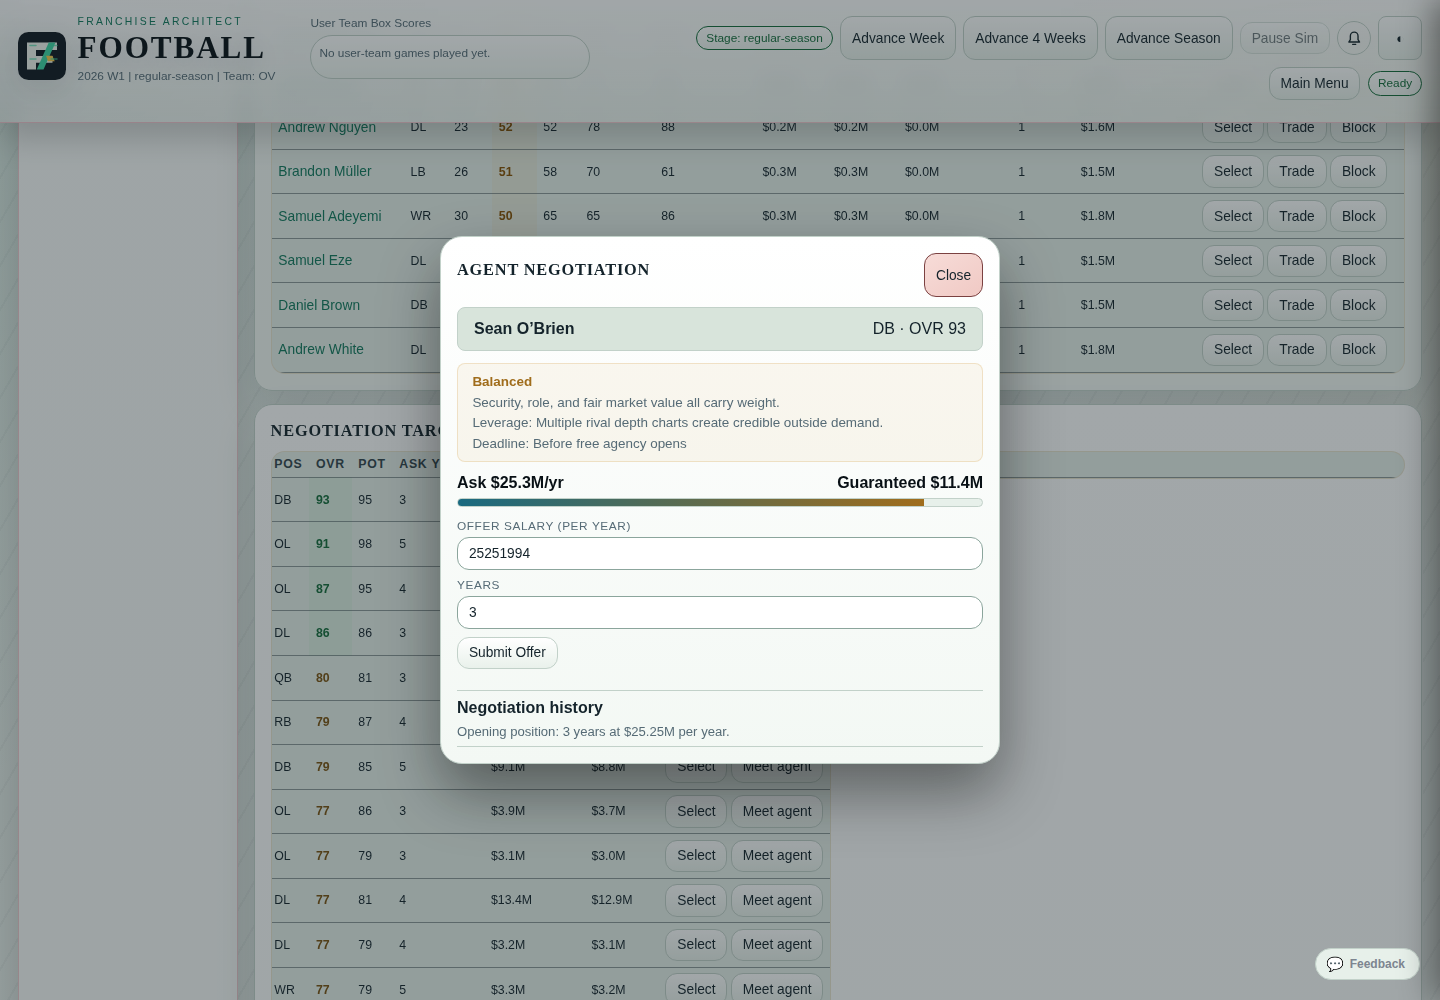 FRANCHISE ARCHITECT
FOOTBALL
2026 W1 | regular-season | Team: OV
User Team Box Scores
No user-team games played yet.
Stage: regular-season
Advance Week
Advance 4 Weeks
Advance Season
Pause Sim
Main Menu
Ready
Andrew Nguyen DL 23 52 52 78 88 $0.2M $0.2M $0.0M 1 $1.6M Select Trade Block
Brandon Müller LB 26 51 58 70 61 $0.3M $0.3M $0.0M 1 $1.5M Select Trade Block
Samuel Adeyemi WR 30 50 65 65 86 $0.3M $0.3M $0.0M 1 $1.8M Select Trade Block
Samuel Eze DL 1 $1.5M Select Trade Block
Daniel Brown DB 1 $1.5M Select Trade Block
Andrew White DL 1 $1.8M Select Trade Block
AGENT NEGOTIATION
Close
Sean O’Brien DB · OVR 93
Balanced
Security, role, and fair market value all carry weight.
Leverage: Multiple rival depth charts create credible outside demand.
Deadline: Before free agency opens
Ask $25.3M/yr Guaranteed $11.4M
OFFER SALARY (PER YEAR)
25251994
YEARS
3
Submit Offer
Negotiation history
Opening position: 3 years at $25.25M per year.
NEGOTIATION
POS OVR POT ASK
DB 93 95 3
OL 91 98 5
OL 87 95 4
DL 86 86 3
QB 80 81 3
RB 79 87 4
DB 79 85 5 $9.1M $8.8M Select Meet agent
OL 77 86 3 $3.9M $3.7M Select Meet agent
OL 77 79 3 $3.1M $3.0M Select Meet agent
DL 77 81 4 $13.4M $12.9M Select Meet agent
DL 77 79 4 $3.2M $3.1M Select Meet agent
WR 77 79 5 $3.3M $3.2M Select Meet agent
Feedback